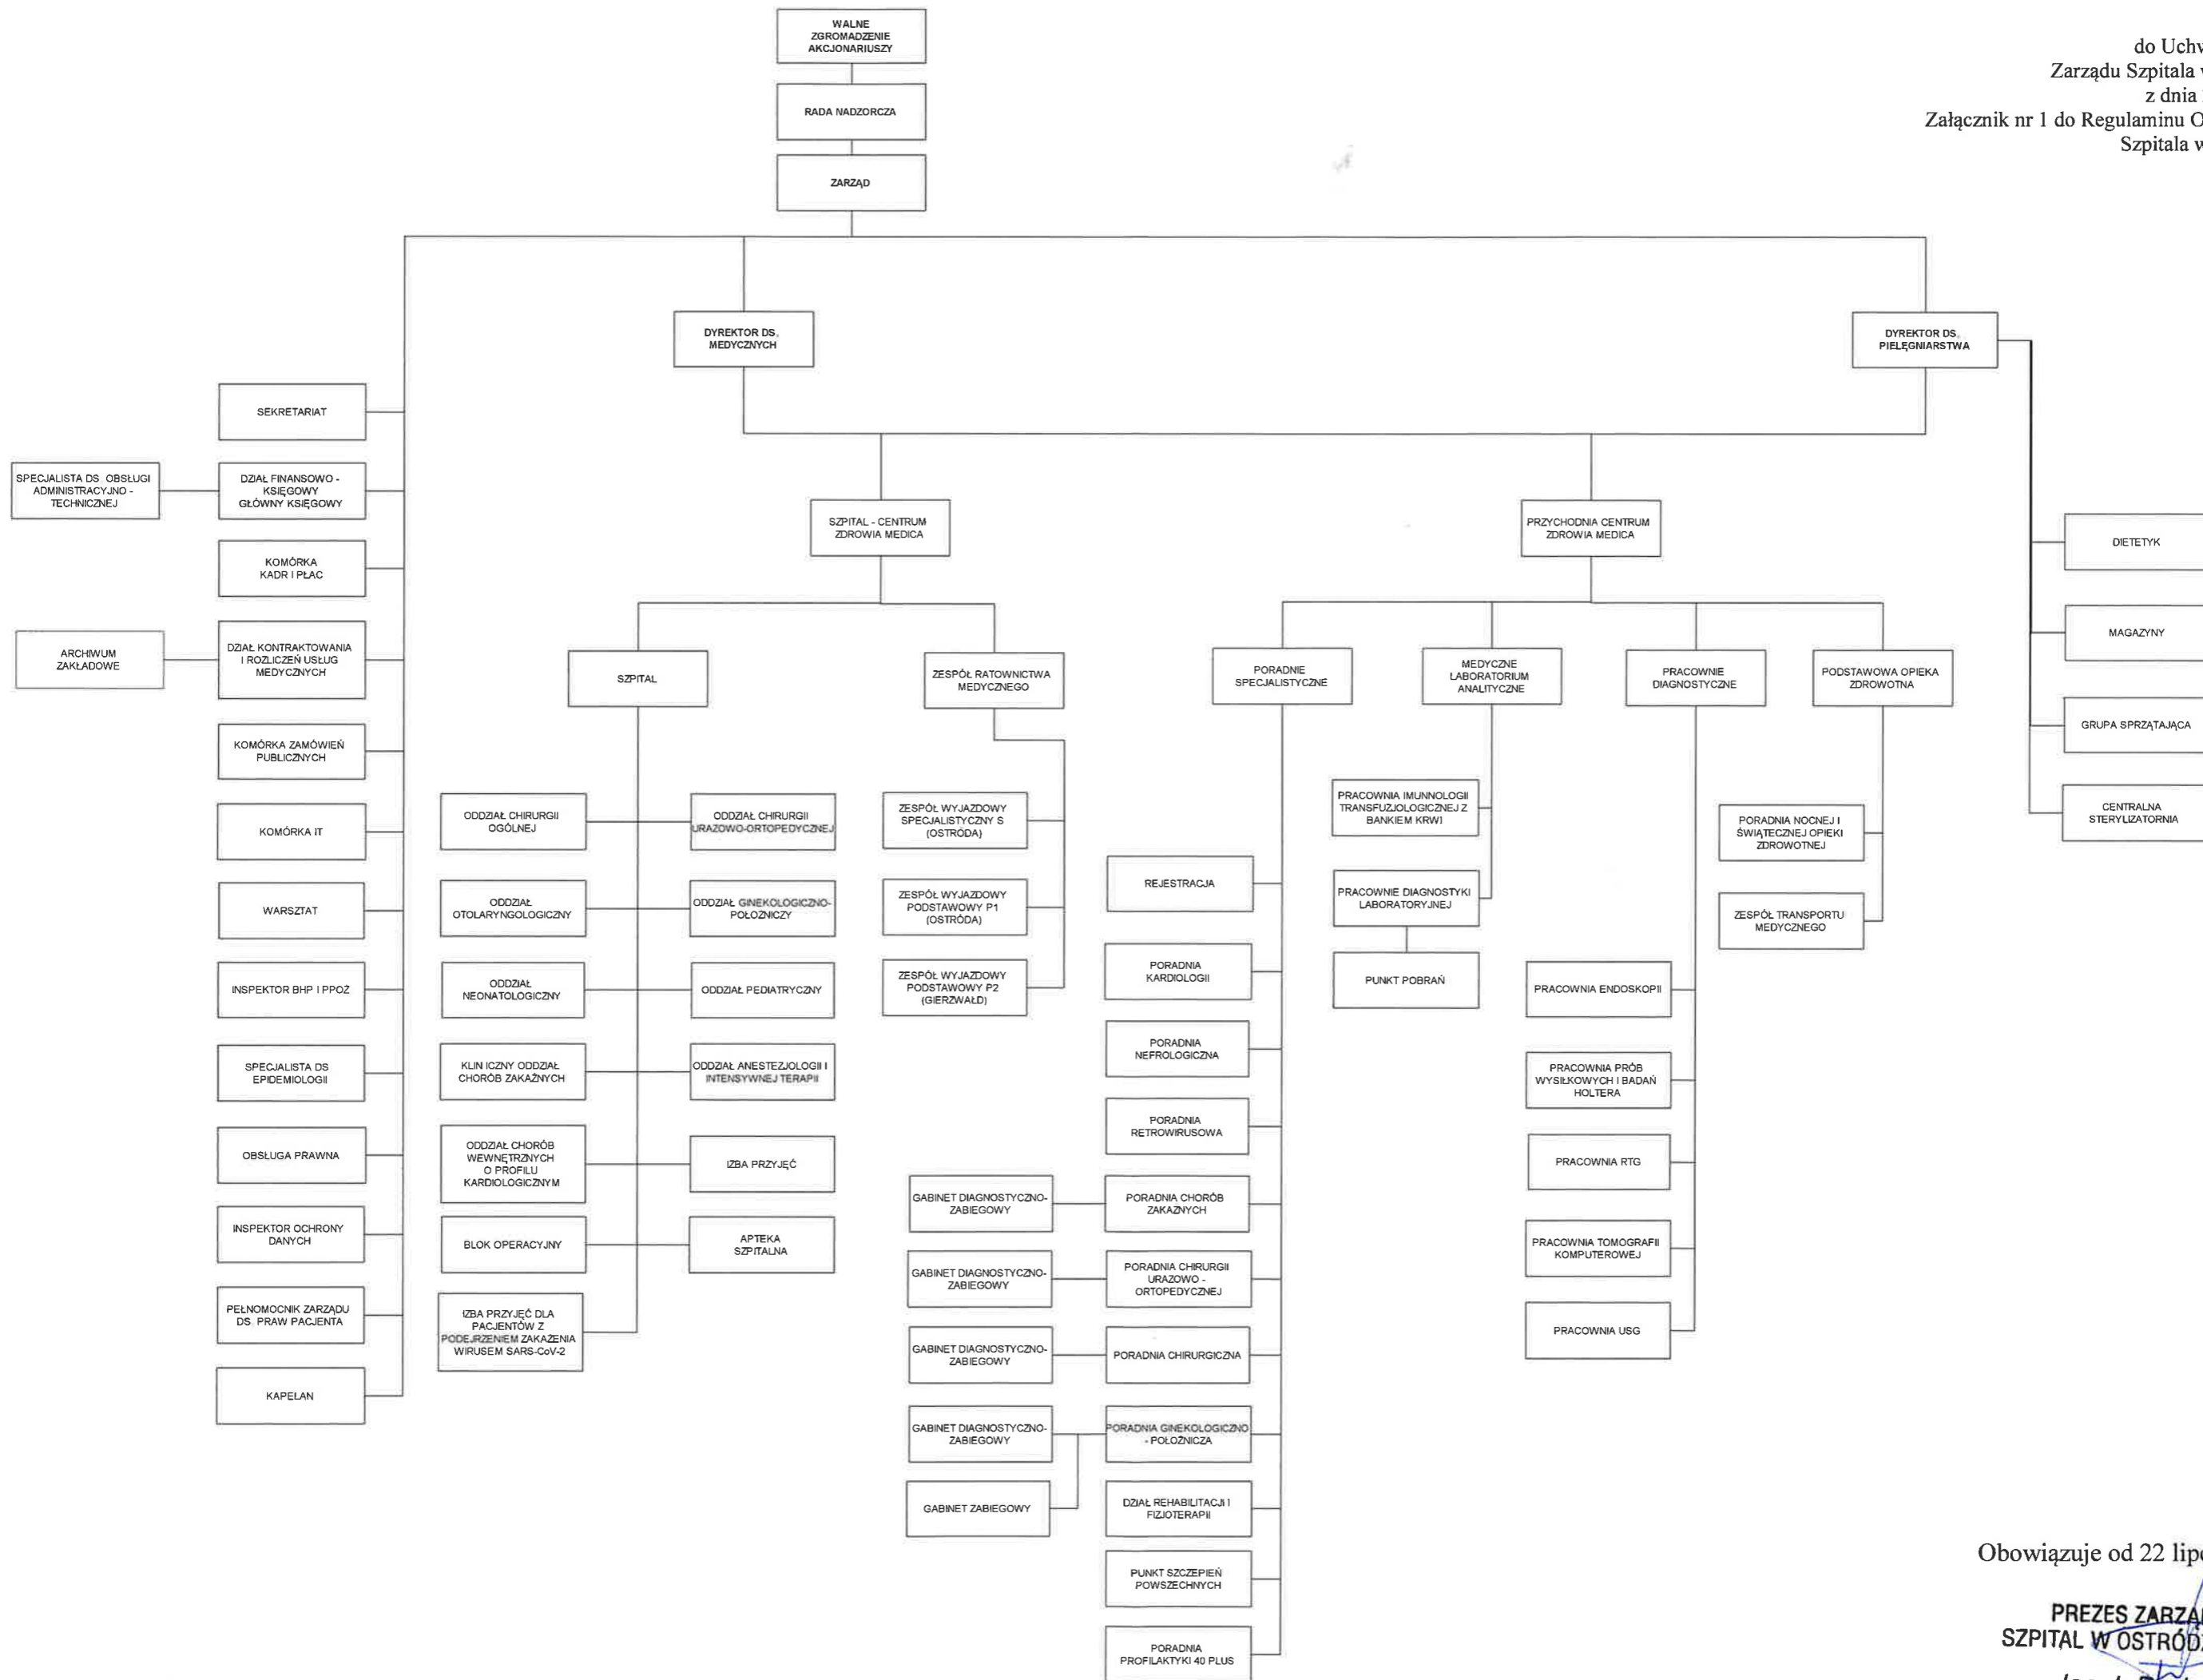 WALNE
ZGROMADZENIE
AKCJONARIUSZY
do Uchw
Zarządu Szpitala w
z dnia
Załącznik nr 1 do Regulaminu O
Szpitala w
RADA NADZORCZA
ZARZĄD
DYREKTOR DS.
MEDYCZNYCH
DYREKTOR DS.
PIELĘGNIARSTWA
SEKRETARIAT
SPECJALISTA DS. OBSŁUGI
ADMINISTRACYJNO -
TECHNICZNEJ
DZIAŁ FINANSOWO -
KSIĘGOWY
GŁÓWNY KSIĘGOWY
KOMÓRKA
KADR I PŁAC
ARCHIWUM
ZAKŁADOWE
DZIAŁ KONTRAKTOWANIA
I ROZLICZEŃ USŁUG
MEDYCZNYCH
KOMÓRKA ZAMÓWIEŃ
PUBLICZNYCH
KOMÓRKA IT
WARSZTAT
INSPEKTOR BHP I PPOŻ
SPECJALISTA DS
EPIDEMIOLOGII
OBSŁUGA PRAWNA
INSPEKTOR OCHRONY
DANYCH
PEŁNOMOCNIK ZARZĄDU
DS. PRAW PACJENTA
KAPELAN
SZPITAL - CENTRUM
ZDROWIA MEDICA
SZPITAL
ZESPÓŁ RATOWNICTWA
MEDYCZNEGO
ODDZIAŁ CHIRURGII
OGÓLNEJ
ODDZIAŁ CHIRURGII
URAZOWO-ORTOPEDYCZNEJ
ODDZIAŁ
OTOLARYNGOLOGICZNY
ODDZIAŁ GINEKOLOGICZNO-
POŁOŻNICZY
ODDZIAŁ
NEONATOLOGICZNY
ODDZIAŁ PEDIATRYCZNY
KLINICZNY ODDZIAŁ
CHORÓB ZAKAŹNYCH
ODDZIAŁ ANESTEZJOLOGII I
INTENSYWNEJ TERAPII
ODDZIAŁ CHORÓB
WEWNĘTRZNYCH
O PROFILU
KARDIOLOGICZNYM
IZBA PRZYJĘĆ
BLOK OPERACYJNY
APTEKA
SZPITALNA
IZBA PRZYJĘĆ DLA
PACJENTÓW Z
PODEJRZENIEM ZAKAŻENIA
WIRUSEM SARS-CoV-2
ZESPÓŁ WYJAZDOWY
SPECJALISTYCZNY S
(OSTRÓDA)
ZESPÓŁ WYJAZDOWY
PODSTAWOWY P1
(OSTRÓDA)
ZESPÓŁ WYJAZDOWY
PODSTAWOWY P2
(GIERZWAŁD)
PRZYCHODNIA CENTRUM
ZDROWIA MEDICA
PORADNIE
SPECJALISTYCZNE
MEDYCZNE
LABORATORIUM
ANALITYCZNE
PRACOWNIE
DIAGNOSTYCZNE
PODSTAWOWA OPIEKA
ZDROWOTNA
REJESTRACJA
PORADNIA
KARDIOLOGII
PORADNIA
NEFROLOGICZNA
PORADNIA
RETROWIRUSOWA
GABINET DIAGNOSTYCZNO-
ZABIEGOWY
PORADNIA CHORÓB
ZAKAZNYCH
GABINET DIAGNOSTYCZNO-
ZABIEGOWY
PORADNIA CHIRURGII
URAZOWO -
ORTOPEDYCZNEJ
GABINET DIAGNOSTYCZNO-
ZABIEGOWY
PORADNIA CHIRURGICZNA
GABINET DIAGNOSTYCZNO-
ZABIEGOWY
PORADNIA GINEKOLOGICZNO
- POŁOŻNICZA
GABINET ZABIEGOWY
DZIAŁ REHABILITACJI I
FIZJOTERAPII
PUNKT SZCZEPIEŃ
POWSZECHNYCH
PORADNIA
PROFILAKTYKI 40 PLUS
PRACOWNIA IMUNNOLOGII
TRANSFUZJOLOGICZNEJ Z
BANKIEM KRWI
PRACOWNIE DIAGNOSTYKI
LABORATORYJNEJ
PUNKT POBRAŃ
PRACOWNIA ENDOSKOPII
PRACOWNIA PRÓB
WYSIŁKOWYCH I BADAŃ
HOLTERA
PRACOWNIA RTG
PRACOWNIA TOMOGRAFII
KOMPUTEROWEJ
PRACOWNIA USG
PORADNIA NOCNEJ I
ŚWIĄTECZNEJ OPIEKI
ZDROWOTNEJ
ZESPÓŁ TRANSPORTU
MEDYCZNEGO
DIETETYK
MAGAZYNY
GRUPA SPRZĄTAJĄCA
CENTRALNA
STERYLIZATORNIA
Obowiązuje od 22 lipc
PREZES ZARZĄ
SZPITAL W OSTRÓD